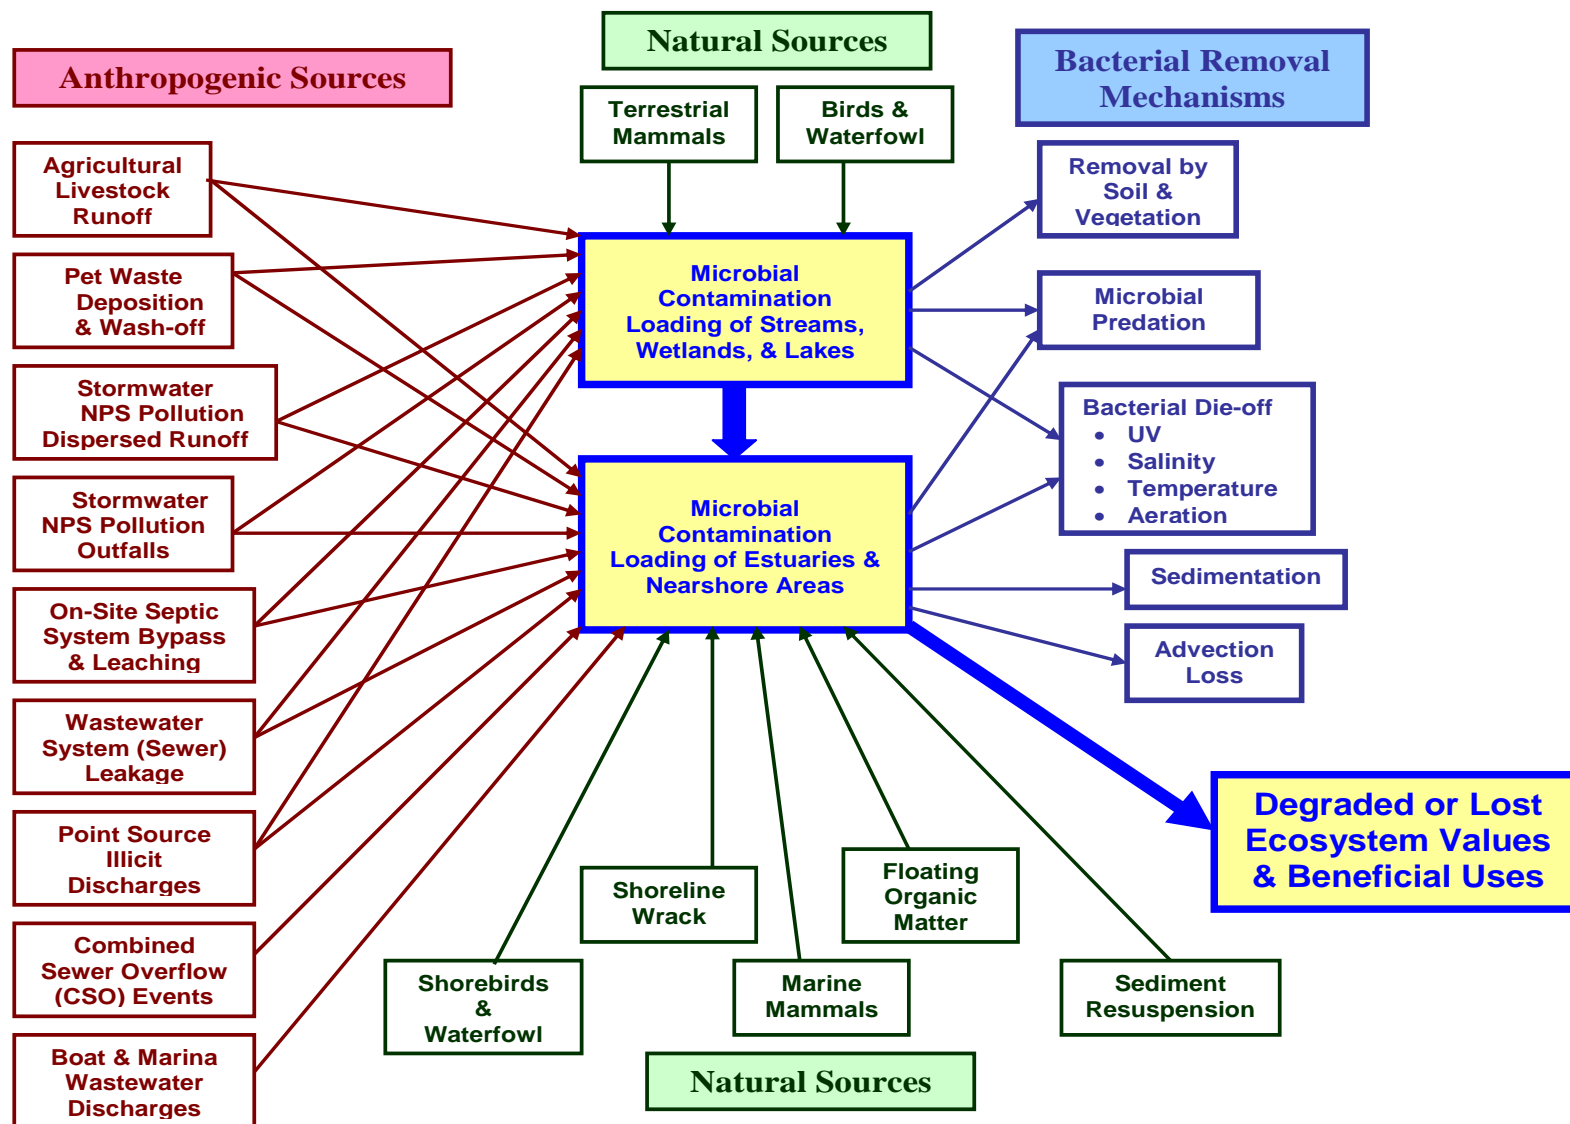 Anthropogenic Sources
Agricultural
Livestock
Runoff
Pet Waste
Deposition
& Wash-off
Stormwater
NPS Pollution
Dispersed Runoff
Stormwater
NPS Pollution
Outfalls
On-Site Septic
System Bypass
& Leaching
Wastewater
System (Sewer)
Leakage
Point Source
Illicit
Discharges
Combined
Sewer Overflow
(CSO) Events
Boat & Marina
Wastewater
Discharges
Natural Sources
Terrestrial
Mammals
Birds &
Waterfowl
Microbial
Contamination
Loading of Streams,
Wetlands, & Lakes
Microbial
Contamination
Loading of Estuaries &
Nearshore Areas
Shorebirds
&
Waterfowl
Shoreline
Wrack
Marine
Mammals
Floating
Organic
Matter
Sediment
Resuspension
Natural Sources
Bacterial Removal
Mechanisms
Removal by
Soil &
Vegetation
Microbial
Predation
Bacterial Die-off
• UV
• Salinity
• Temperature
• Aeration
Sedimentation
Advection
Loss
Degraded or Lost
Ecosystem Values
& Beneficial Uses